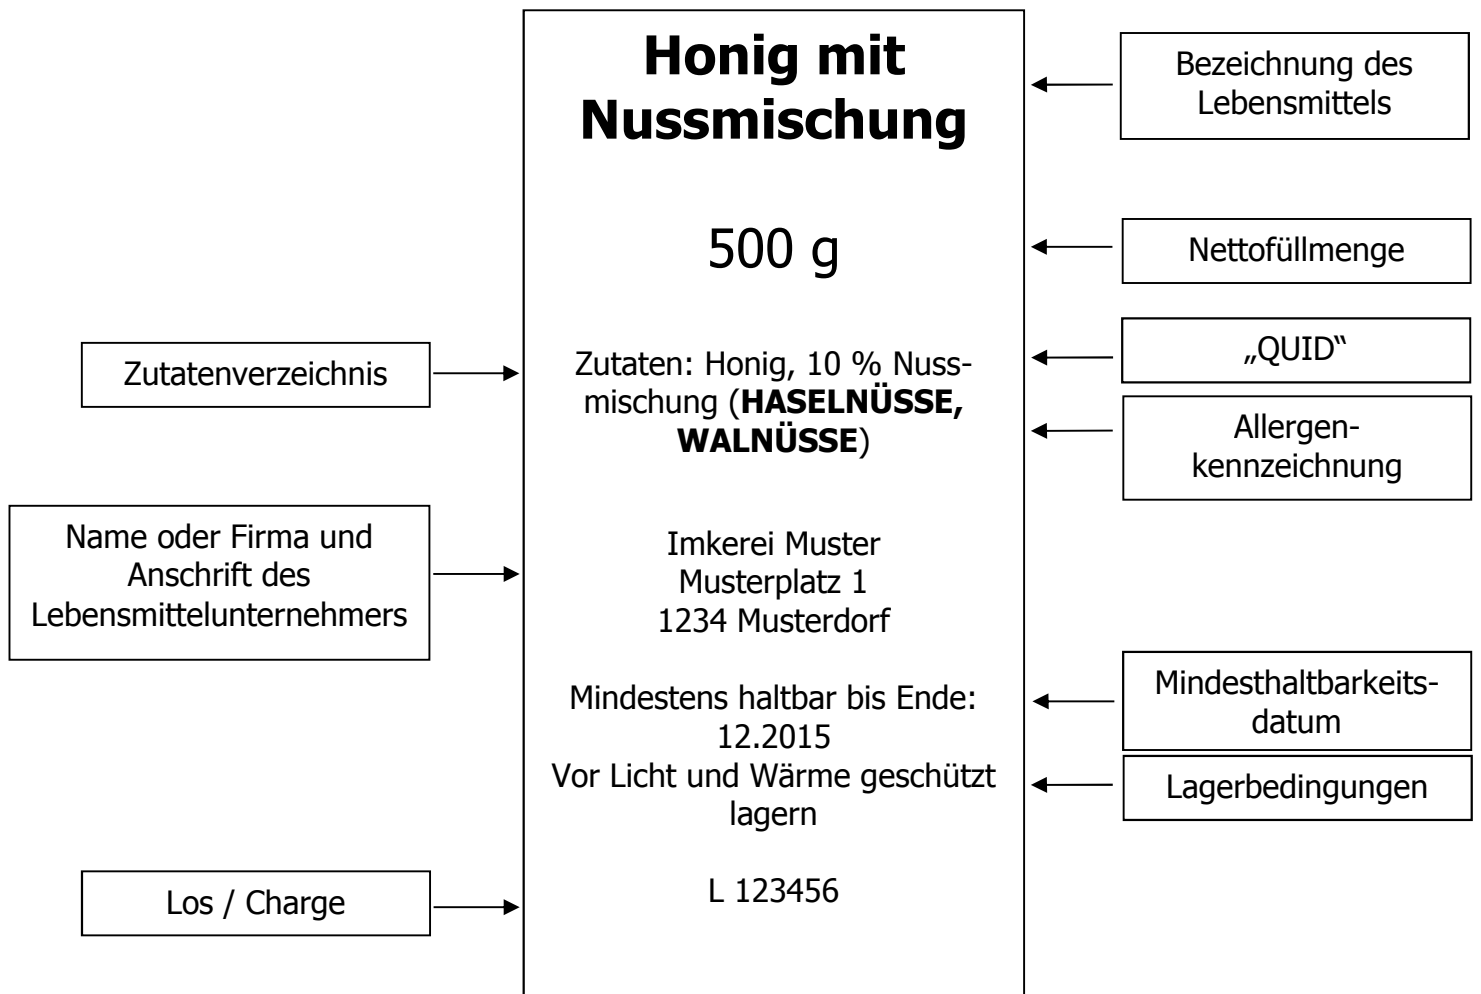 Honig mit
Nussmischung
Bezeichnung des
Lebensmittels
500 g
Nettofüllmenge
Zutatenverzeichnis
Zutaten: Honig, 10 % Nuss-
mischung (HASELNÜSSE,
WALNÜSSE)
„QUID“
Allergen-
kennzeichnung
Name oder Firma und
Anschrift des
Lebensmittelunternehmers
Imkerei Muster
Musterplatz 1
1234 Musterdorf
Mindestens haltbar bis Ende:
12.2015
Vor Licht und Wärme geschützt
lagern
Mindesthaltbarkeits-
datum
Lagerbedingungen
Los / Charge
L 123456